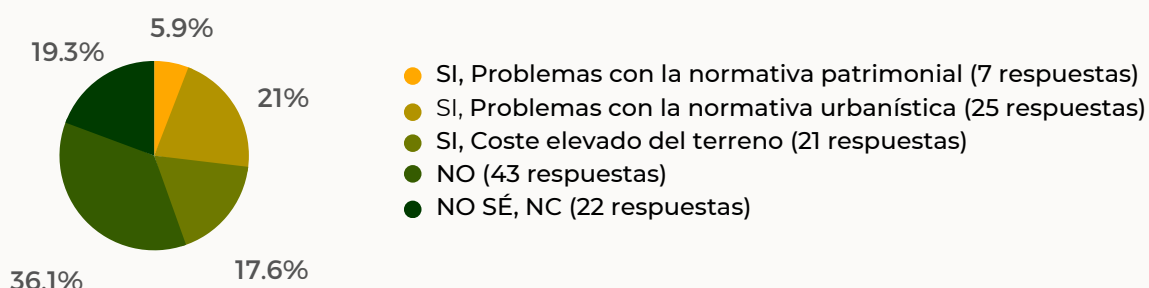 5.9%
19.3%
21%
17.6%
36.1%
SI, Problemas con la normativa patrimonial (7 respuestas)
SI, Problemas con la normativa urbanística (25 respuestas)
SI, Coste elevado del terreno (21 respuestas)
NO (43 respuestas)
NO SÉ, NC (22 respuestas)